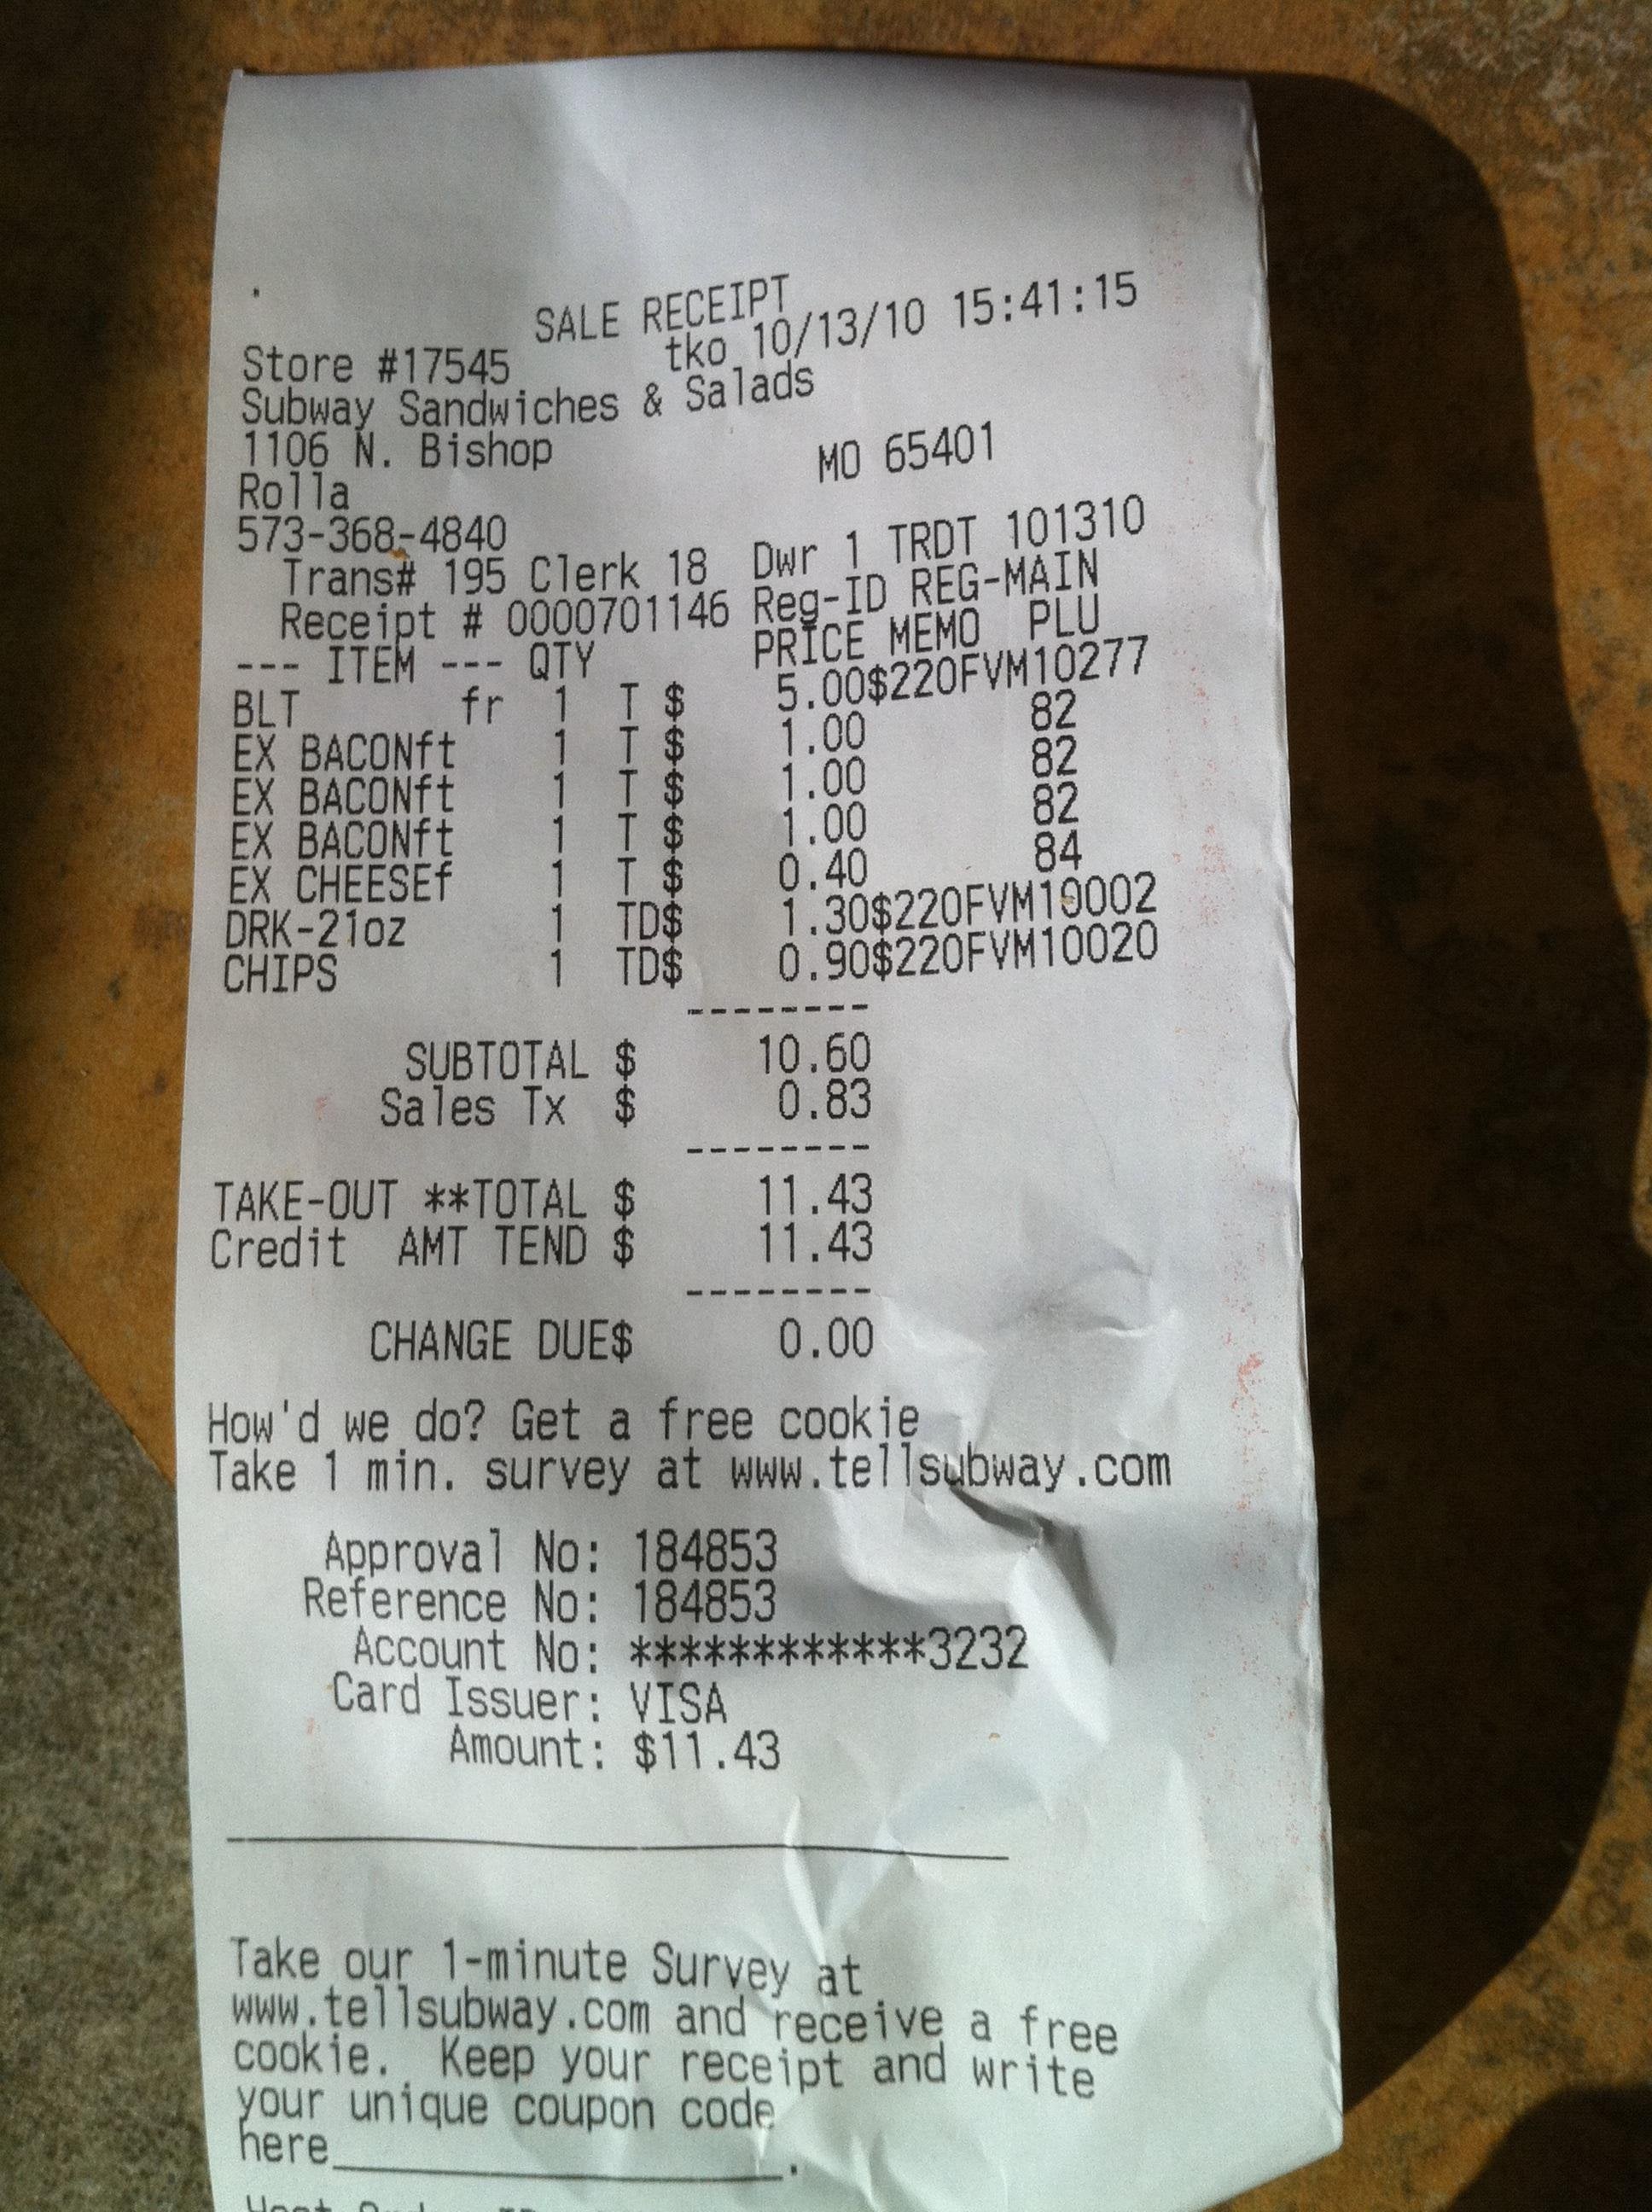 SALE RECEIPT
Store #17545 tko 10/13/10 15:41:15
Subway Sandwiches & Salads
1106 N. Bishop
Rolla MO 65401
573-368-4840
Trans# 195 Clerk 18 Dwr 1 TRDT 101310
Receipt # 0000701146 Reg-ID REG-MAIN
--- ITEM --- QTY PRICE MEMO PLU
BLT fr 1 T $ 5.00$220FVM10277
EX BACONft 1 T $ 1.00 82
EX BACONft 1 T $ 1.00 82
EX BACONft 1 T $ 1.00 82
EX CHEESEf 1 T $ 0.40 84
DRK-21oz 1 TD$ 1.30$220FVM10002
CHIPS 1 TD$ 0.90$220FVM10020
--------
SUBTOTAL $ 10.60
Sales Tx $ 0.83
--------
TAKE-OUT **TOTAL $ 11.43
Credit AMT TEND $ 11.43
--------
CHANGE DUE$ 0.00
How'd we do? Get a free cookie
Take 1 min. survey at www.tellsubway.com
Approval No: 184853
Reference No: 184853
Account No: ************3232
Card Issuer: VISA
Amount: $11.43
Take our 1-minute Survey at
www.tellsubway.com and receive a free
cookie. Keep your receipt and write
your unique coupon code
here____________________.